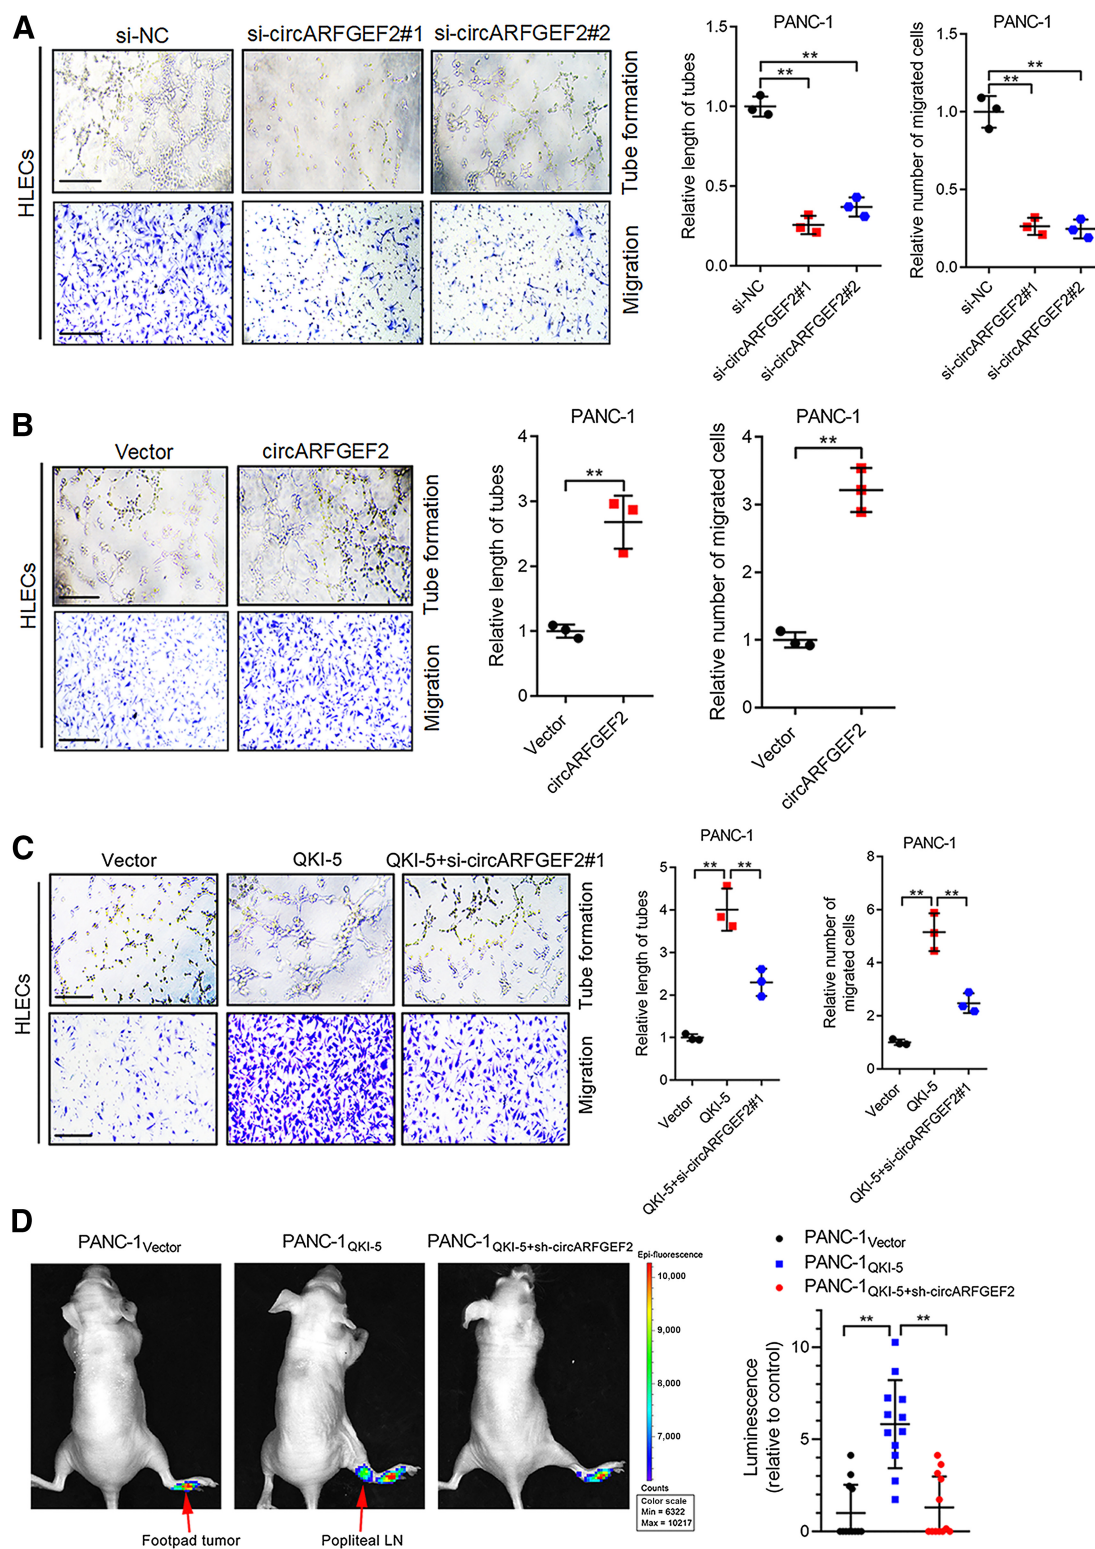 A
si-NC
si-circARFGEF2#1
si-circARFGEF2#2
HLECs
Tube formation
Migration
PANC-1
Relative length of tubes
1.5
1.0
0.5
0.0
**
**
si-NC
si-circARFGEF2#1
si-circARFGEF2#2
PANC-1
Relative number of migrated cells
1.5
1.0
0.5
0.0
**
**
si-NC
si-circARFGEF2#1
si-circARFGEF2#2
B
Vector
circARFGEF2
HLECs
Tube formation
Migration
PANC-1
Relative length of tubes
4
3
2
1
0
**
Vector
circARFGEF2
PANC-1
Relative number of migrated cells
4
3
2
1
0
**
Vector
circARFGEF2
C
Vector
QKI-5
QKI-5+si-circARFGEF2#1
HLECs
Tube formation
Migration
PANC-1
Relative length of tubes
5
4
3
2
1
0
**
**
Vector
QKI-5
QKI-5+si-circARFGEF2#1
PANC-1
Relative number of
migrated cells
8
6
4
2
0
**
**
Vector
QKI-5
QKI-5+si-circARFGEF2#1
D
PANC-1Vector
PANC-1QKI-5
PANC-1QKI-5+sh-circARFGEF2
Epi-fluorescence
10,000
9,000
8,000
7,000
Counts
Color scale
Min = 6322
Max = 10217
Footpad tumor
Popliteal LN
PANC-1Vector
PANC-1QKI-5
PANC-1QKI-5+sh-circARFGEF2
Luminescence
(relative to control)
10
5
0
**
**